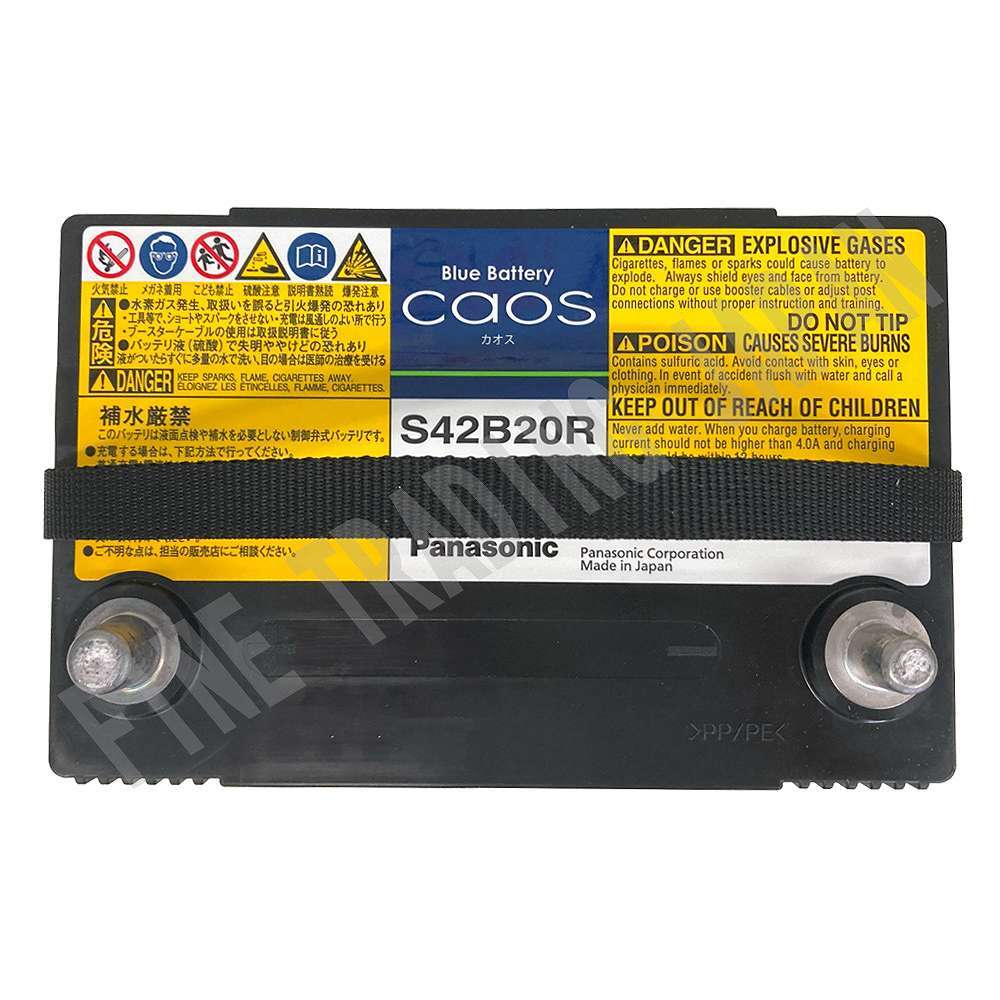 火気禁止 メガネ着用 こども禁止 硫酸注意 説明書熟読 爆発注意
危険
●水素ガス発生、取扱いを誤ると引火爆発の恐れあり
・工具等で、ショートやスパークをさせない・充電は風通しのよい所で行う
・ブースターケーブルの使用は取扱説明書に従う
●バッテリ液(硫酸)で失明ややけどの恐れあり
液がついたらすぐに多量の水で洗い、目の場合は医師の治療を受ける
DANGER KEEP SPARKS, FLAME, CIGARETTES AWAY.
ÉLOIGNEZ LES ETINCELLES, FLAMME, CIGARETTES.
補水厳禁
このバッテリは液面点検や補水を必要としない制御弁式バッテリです。
●充電する場合は、下記方法で行ってください。
●ご不明な点は、担当の販売店にご相談ください。
Blue Battery
caos
カオス
S42B20R
Panasonic
Panasonic Corporation
Made in Japan
DANGER EXPLOSIVE GASES
Cigarettes, flames or sparks could cause battery to
explode. Always shield eyes and face from battery.
Do not charge or use booster cables or adjust post
connections without proper instruction and training.
DO NOT TIP
POISON CAUSES SEVERE BURNS
Contains sulfuric acid. Avoid contact with skin, eyes or
clothing. In event of accident flush with water and call a
physician immediately.
KEEP OUT OF REACH OF CHILDREN
Never add water. When you charge battery, charging
current should not be higher than 4.0A and charging
time should be within 12 hours.
>PP/PE<
FINE TRADING JAPAN